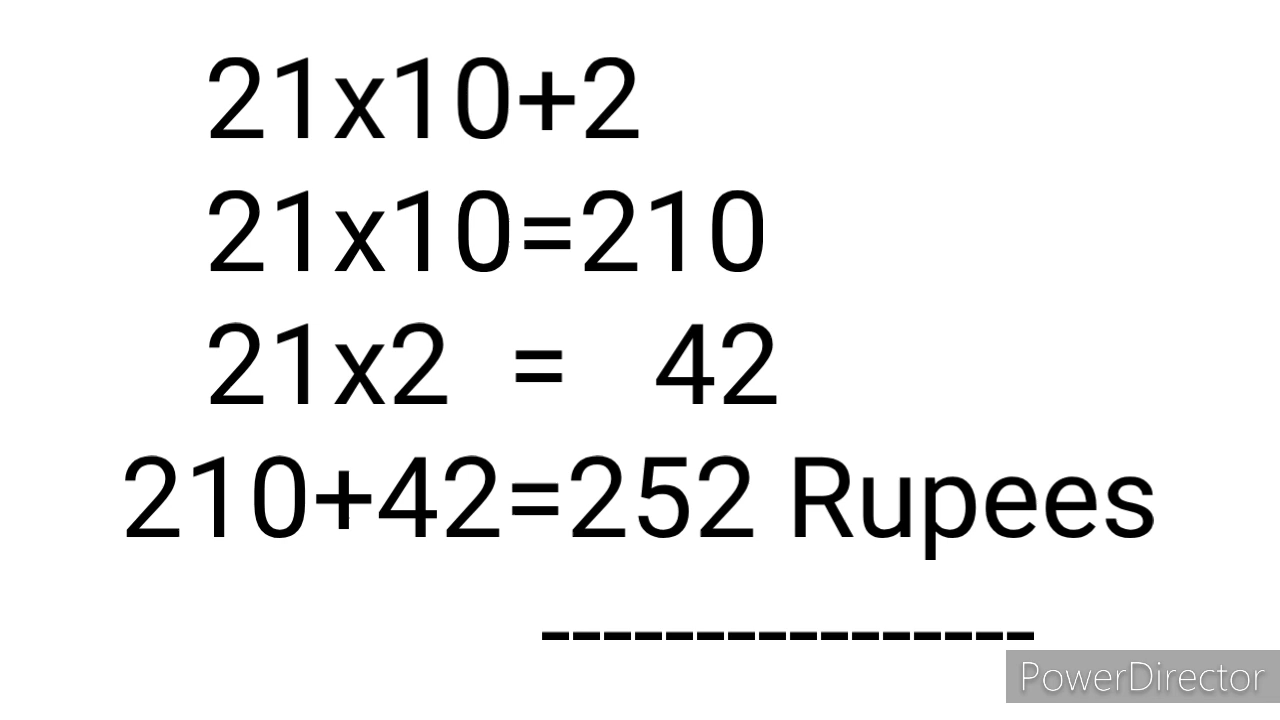 21x10+2
21x10=210
21x2 = 42
210+42=252 Rupees
----------------
PowerDirector